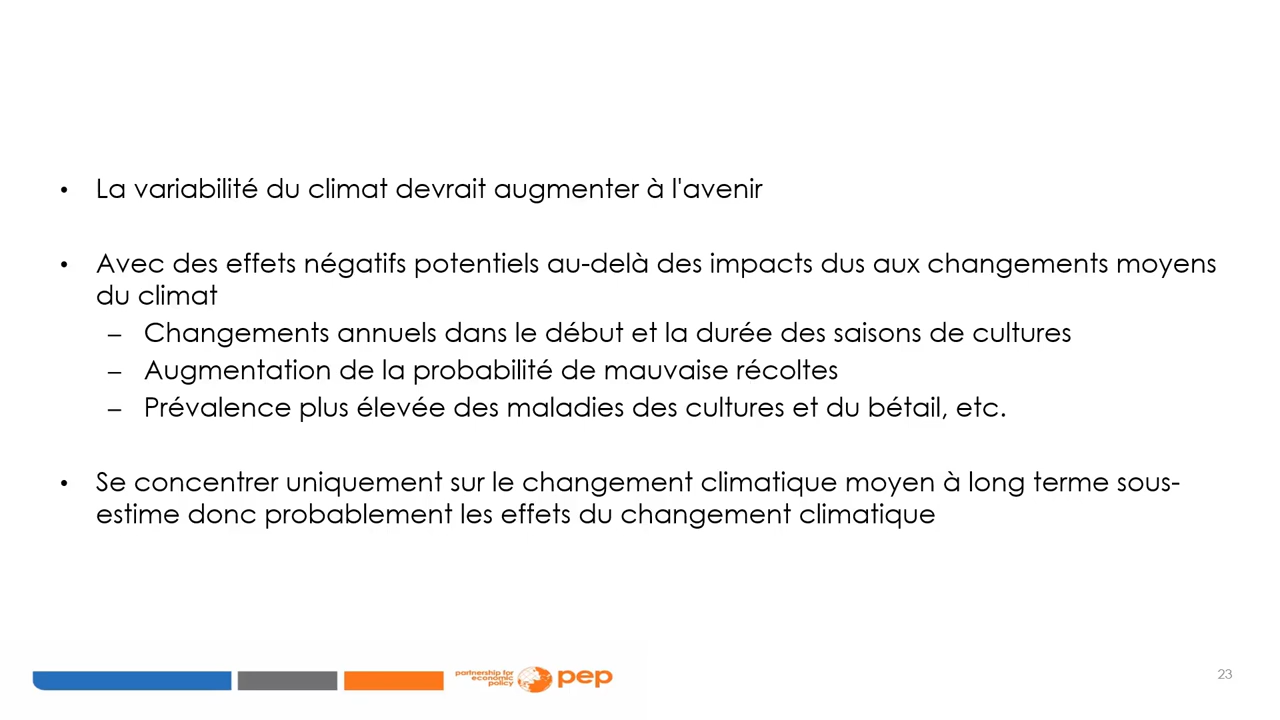 • La variabilité du climat devrait augmenter à l'avenir
• Avec des effets négatifs potentiels au-delà des impacts dus aux changements moyens
du climat
– Changements annuels dans le début et la durée des saisons de cultures
– Augmentation de la probabilité de mauvaise récoltes
– Prévalence plus élevée des maladies des cultures et du bétail, etc.
• Se concentrer uniquement sur le changement climatique moyen à long terme sous-
estime donc probablement les effets du changement climatique
partnership for
economic
policy
pep
23